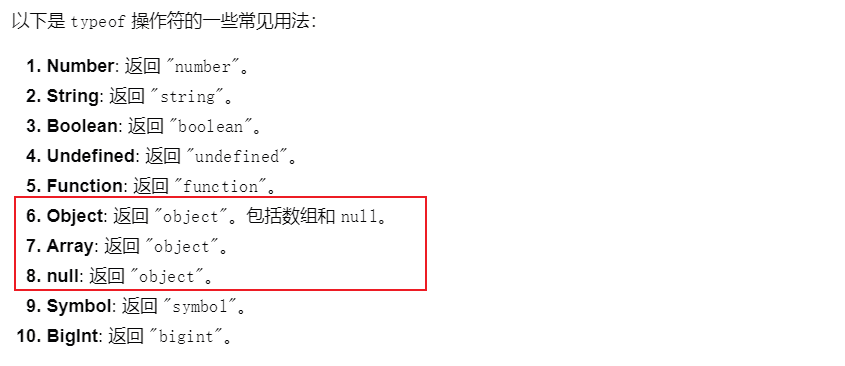 以下是 typeof 操作符的一些常见用法：
1. Number: 返回 "number"。
2. String: 返回 "string"。
3. Boolean: 返回 "boolean"。
4. Undefined: 返回 "undefined"。
5. Function: 返回 "function"。
6. Object: 返回 "object"。包括数组和 null。
7. Array: 返回 "object"。
8. null: 返回 "object"。
9. Symbol: 返回 "symbol"。
10. BigInt: 返回 "bigint"。